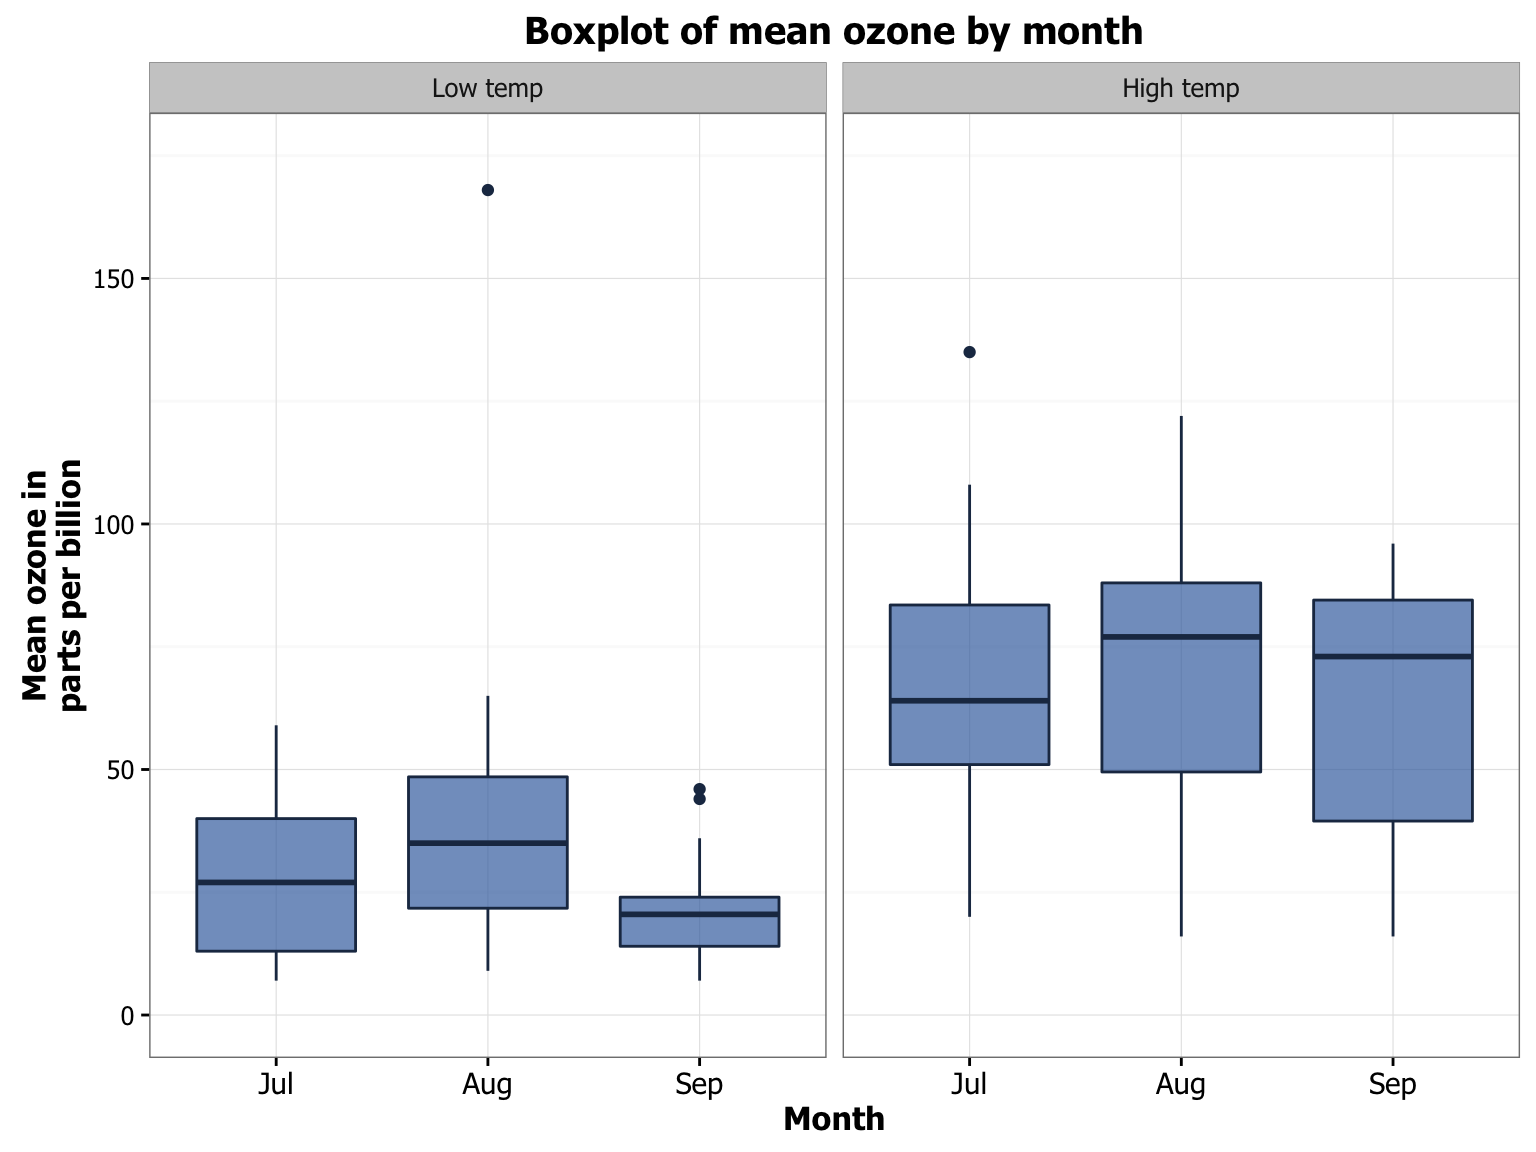 Boxplot of mean ozone by month
Low temp
High temp
Mean ozone in
parts per billion
150
100
50
0
Jul
Aug
Sep
Jul
Aug
Sep
Month